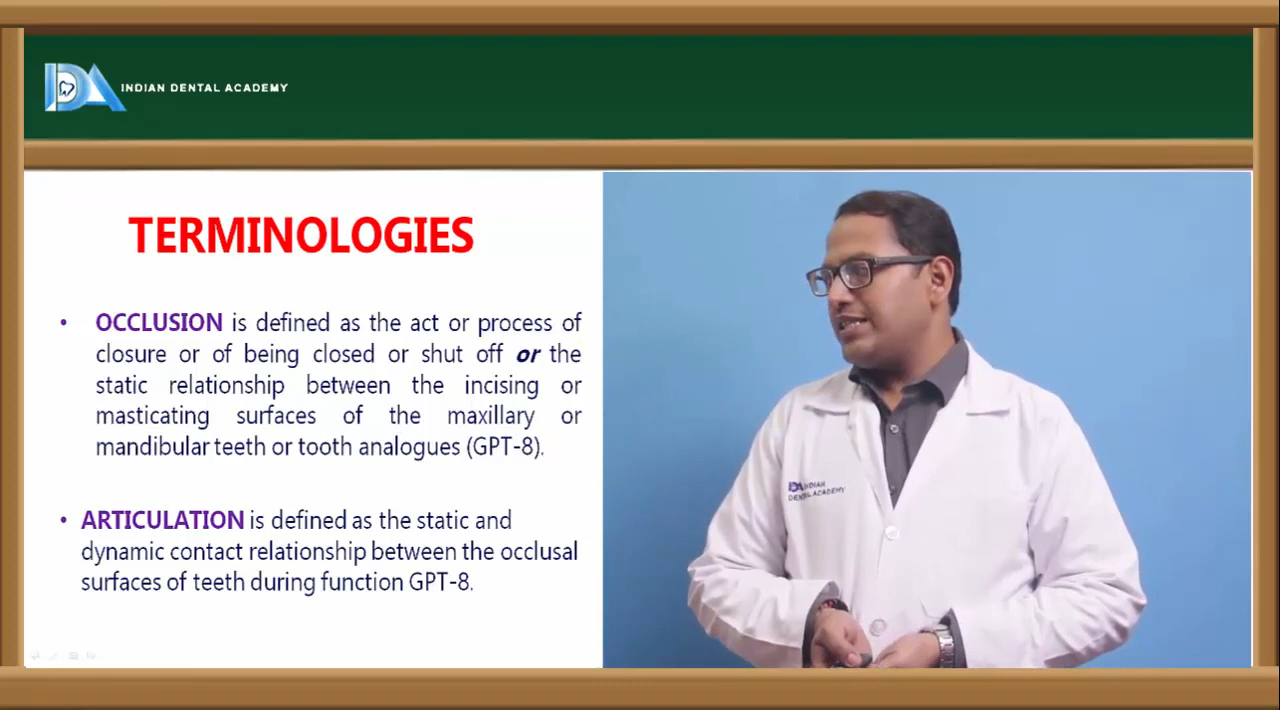 INDIAN DENTAL ACADEMY
TERMINOLOGIES
• OCCLUSION is defined as the act or process of
closure or of being closed or shut off or the
static relationship between the incising or
masticating surfaces of the maxillary or
mandibular teeth or tooth analogues (GPT-8).
• ARTICULATION is defined as the static and
dynamic contact relationship between the occlusal
surfaces of teeth during function GPT-8.
INDIAN
DENTAL ACADEMY